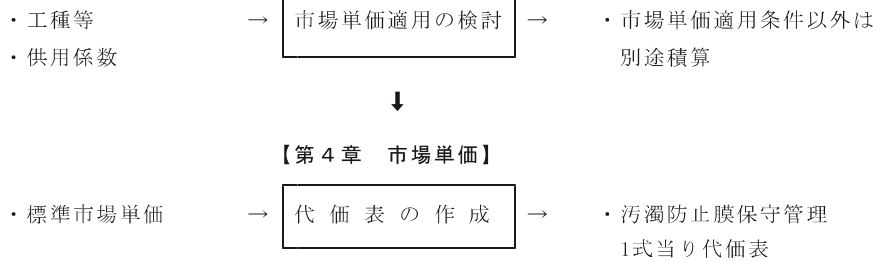 ・工種等 → 市場単価適用の検討 → ・市場単価適用条件以外は
・供用係数 別途積算
⬇
【第4章 市場単価】
・標準市場単価 → 代価表の作成 → ・汚濁防止膜保守管理
1式当り代価表